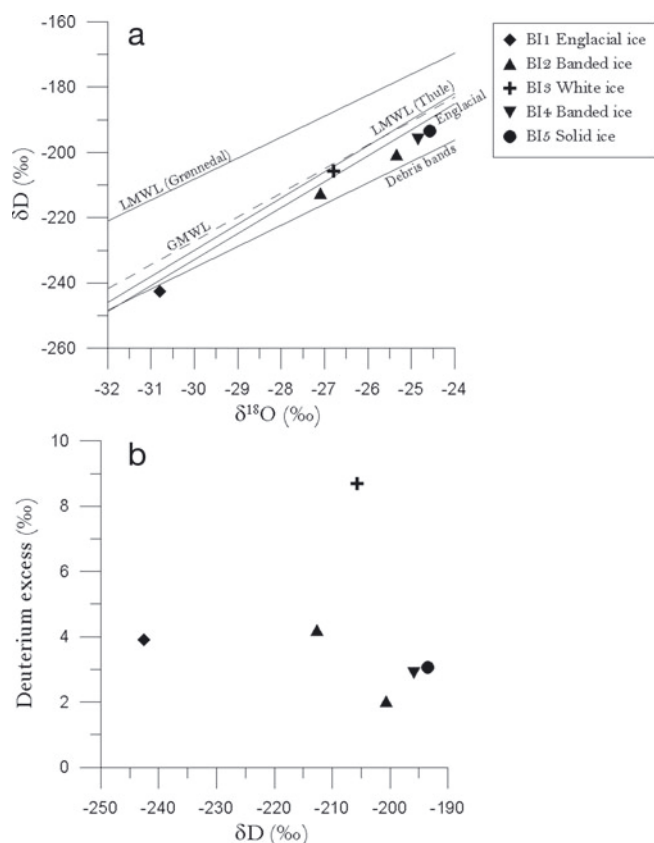 a
-160
-180
-200
-220
-240
-260
δD (‰)
LMWL (Grønnedal)
GMWL
LMWL (Thule)
Englacial
Debris bands
-32 -31 -30 -29 -28 -27 -26 -25 -24
δ¹⁸O (‰)
BI1 Englacial ice
BI2 Banded ice
BI3 White ice
BI4 Banded ice
BI5 Solid ice
b
10
8
6
4
2
0
Deuterium excess (‰)
-250 -240 -230 -220 -210 -200 -190
δD (‰)